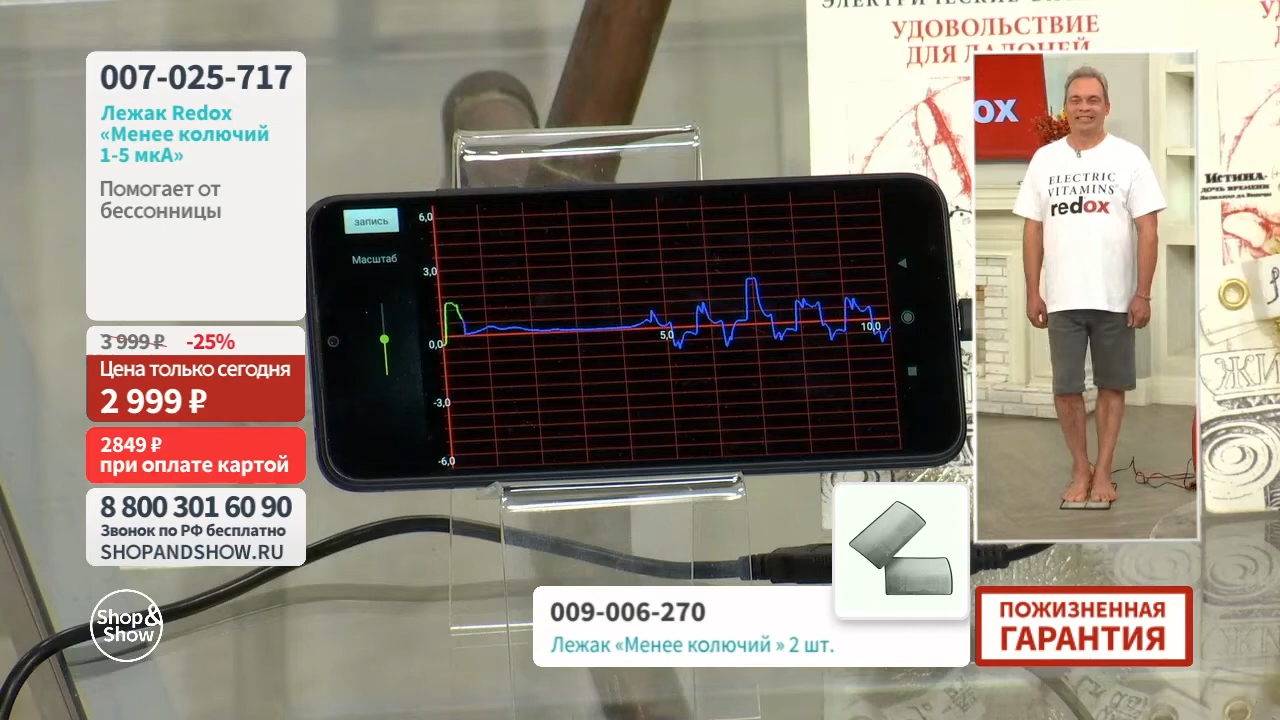 007-025-717
Лежак Redox
«Менее колючий
1-5 мкА»
Помогает от
бессонницы
3 999 ₽ -25%
Цена только сегодня
2 999 ₽
2849 ₽
при оплате картой
8 800 301 60 90
Звонок по РФ бесплатно
SHOPANDSHOW.RU
Shop&
Show
запись
Масштаб
6,0
3,0
0,0
-3,0
-6,0
5,0
10,0
УДОВОЛЬСТВИЕ
ДЛЯ ЛАДОНЕЙ
ox
ELECTRIC
VITAMINS
redox
Истина-
дочь времени
009-006-270
Лежак «Менее колючий » 2 шт.
ПОЖИЗНЕННАЯ
ГАРАНТИЯ